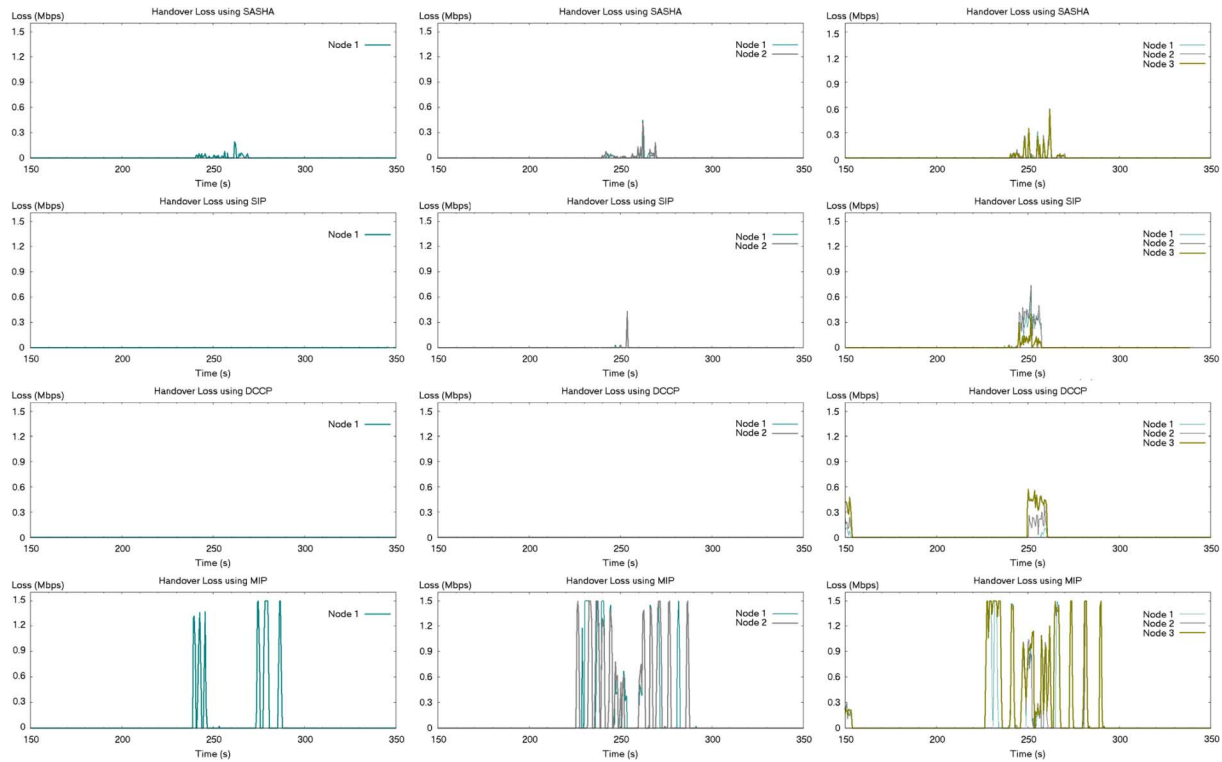 Loss (Mbps) Handover Loss using SASHA
1.5
1.2
0.9
0.6
0.3
0
Node 1
150 200 250 300 350
Time (s)
Loss (Mbps) Handover Loss using SASHA
1.5
1.2
0.9
0.6
0.3
0
Node 1
Node 2
150 200 250 300 350
Time (s)
Loss (Mbps) Handover Loss using SASHA
1.5
1.2
0.9
0.6
0.3
0
Node 1
Node 2
Node 3
150 200 250 300 350
Time (s)
Loss (Mbps) Handover Loss using SIP
1.5
1.2
0.9
0.6
0.3
0
Node 1
150 200 250 300 350
Time (s)
Loss (Mbps) Handover Loss using SIP
1.5
1.2
0.9
0.6
0.3
0
Node 1
Node 2
150 200 250 300 350
Time (s)
Loss (Mbps) Handover Loss using SIP
1.5
1.2
0.9
0.6
0.3
0
Node 1
Node 2
Node 3
150 200 250 300 350
Time (s)
Loss (Mbps) Handover Loss using DCCP
1.5
1.2
0.9
0.6
0.3
0
Node 1
150 200 250 300 350
Time (s)
Loss (Mbps) Handover Loss using DCCP
1.5
1.2
0.9
0.6
0.3
0
Node 1
Node 2
150 200 250 300 350
Time (s)
Loss (Mbps) Handover Loss using DCCP
1.5
1.2
0.9
0.6
0.3
0
Node 1
Node 2
Node 3
150 200 250 300 350
Time (s)
Loss (Mbps) Handover Loss using MIP
1.5
1.2
0.9
0.6
0.3
0
Node 1
150 200 250 300 350
Time (s)
Loss (Mbps) Handover Loss using MIP
1.5
1.2
0.9
0.6
0.3
0
Node 1
Node 2
150 200 250 300 350
Time (s)
Loss (Mbps) Handover Loss using MIP
1.5
1.2
0.9
0.6
0.3
0
Node 1
Node 2
Node 3
150 200 250 300 350
Time (s)